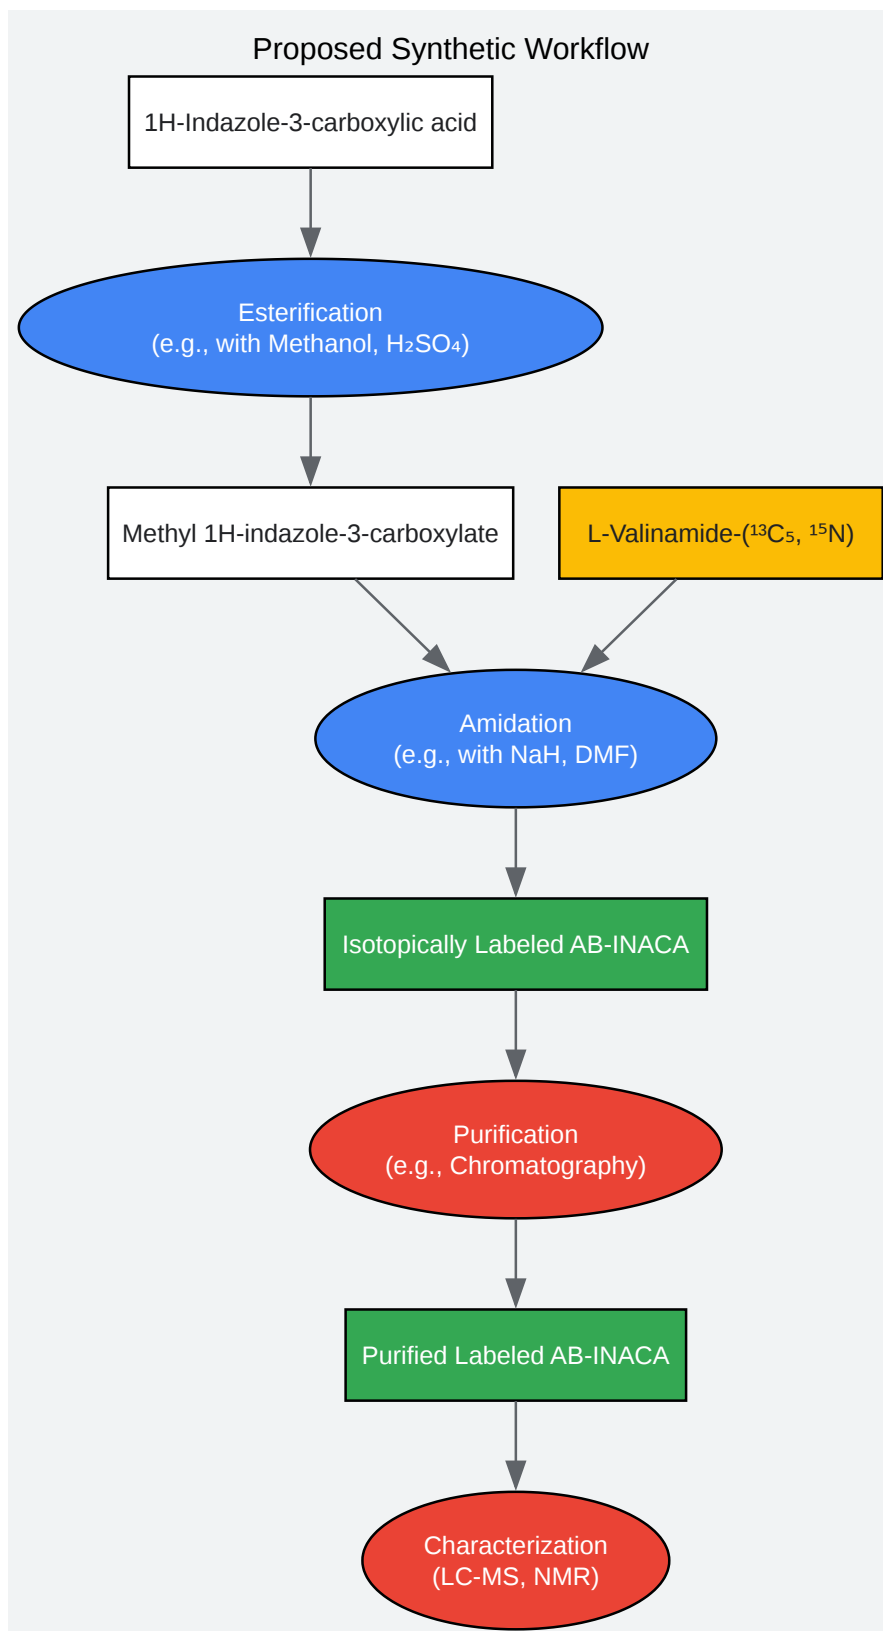 Proposed Synthetic Workflow
1H-Indazole-3-carboxylic acid
Esterification
(e.g., with Methanol, H₂SO₄)
Methyl 1H-indazole-3-carboxylate
L-Valinamide-(¹³C₅, ¹⁵N)
Amidation
(e.g., with NaH, DMF)
Isotopically Labeled AB-INACA
Purification
(e.g., Chromatography)
Purified Labeled AB-INACA
Characterization
(LC-MS, NMR)